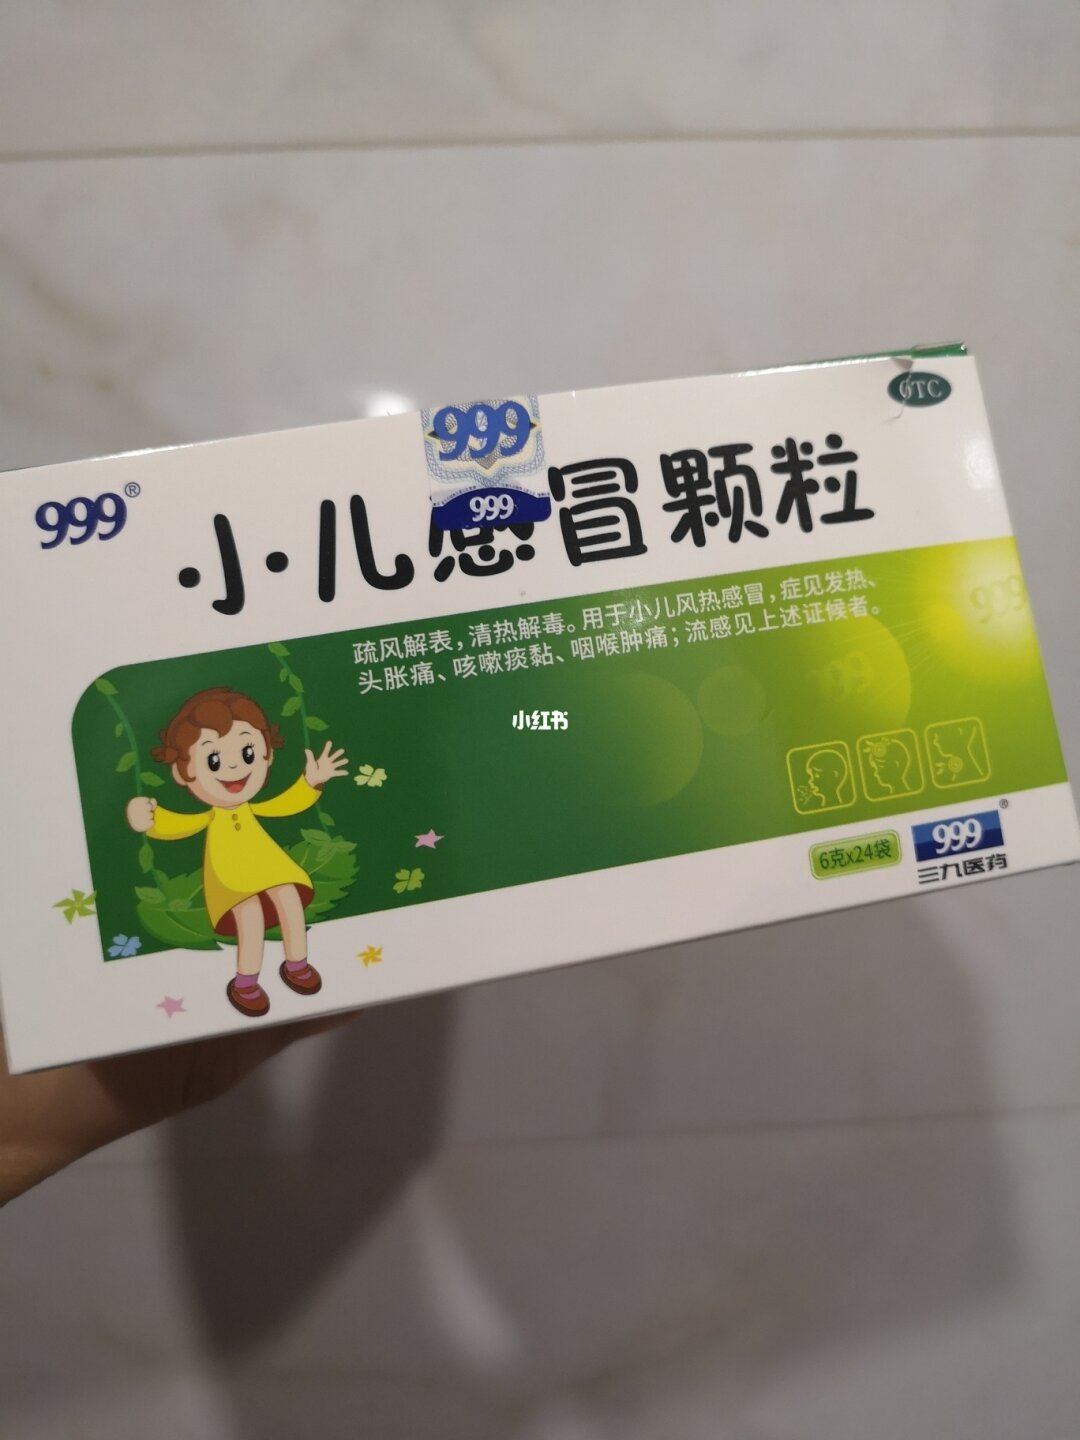 999
OTC
999®
999
小儿感冒颗粒
疏风解表，清热解毒。用于小儿风热感冒，症见发热、
头胀痛、咳嗽痰黏、咽喉肿痛；流感见上述证候者。
999
99
小红书
6克x24袋
999®
三九医药